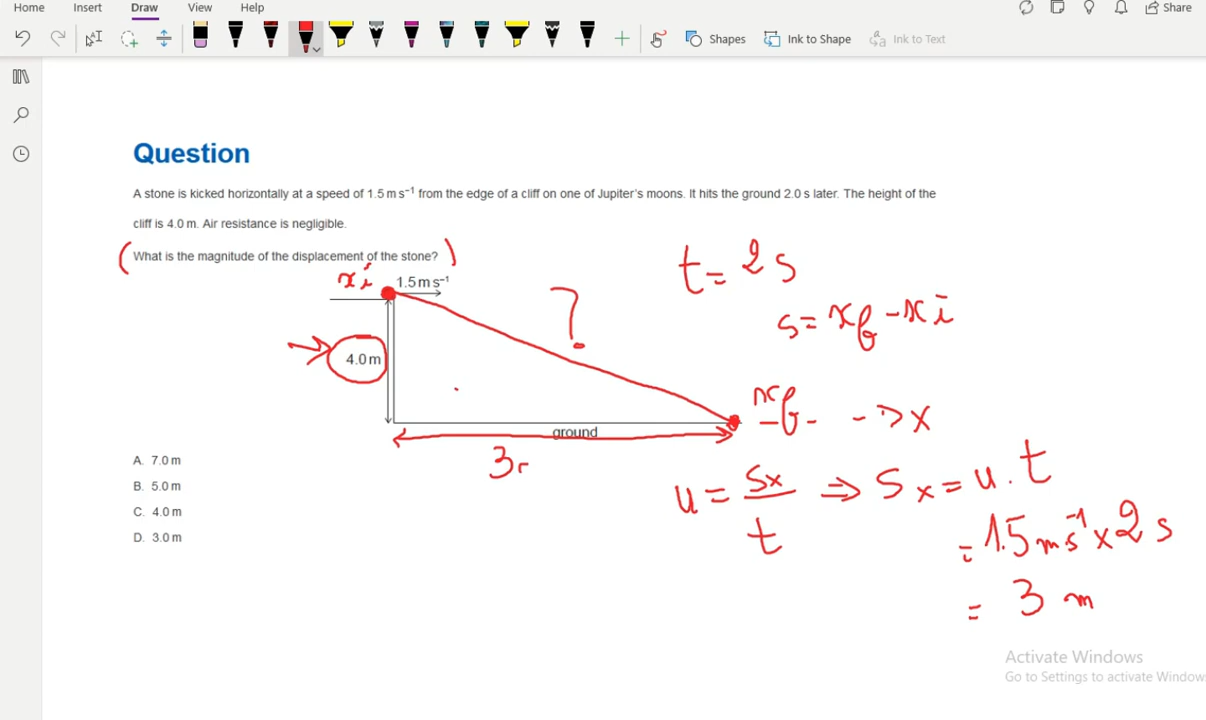 Home Insert Draw View Help Share
Shapes Ink to Shape Ink to Text
Question
A stone is kicked horizontally at a speed of 1.5 m s⁻¹ from the edge of a cliff on one of Jupiter's moons. It hits the ground 2.0 s later. The height of the
cliff is 4.0 m. Air resistance is negligible.
(What is the magnitude of the displacement of the stone?)
t = 2 s
xi 1.5 m s⁻¹
?
s = xf - xi
4.0 m
xf - -> x
ground
3
A. 7.0 m
B. 5.0 m
C. 4.0 m
D. 3.0 m
u = Sx/t => Sx = u . t
= 1.5 m s⁻¹ x 2 s
= 3 m
Activate Windows
Go to Settings to activate Windows